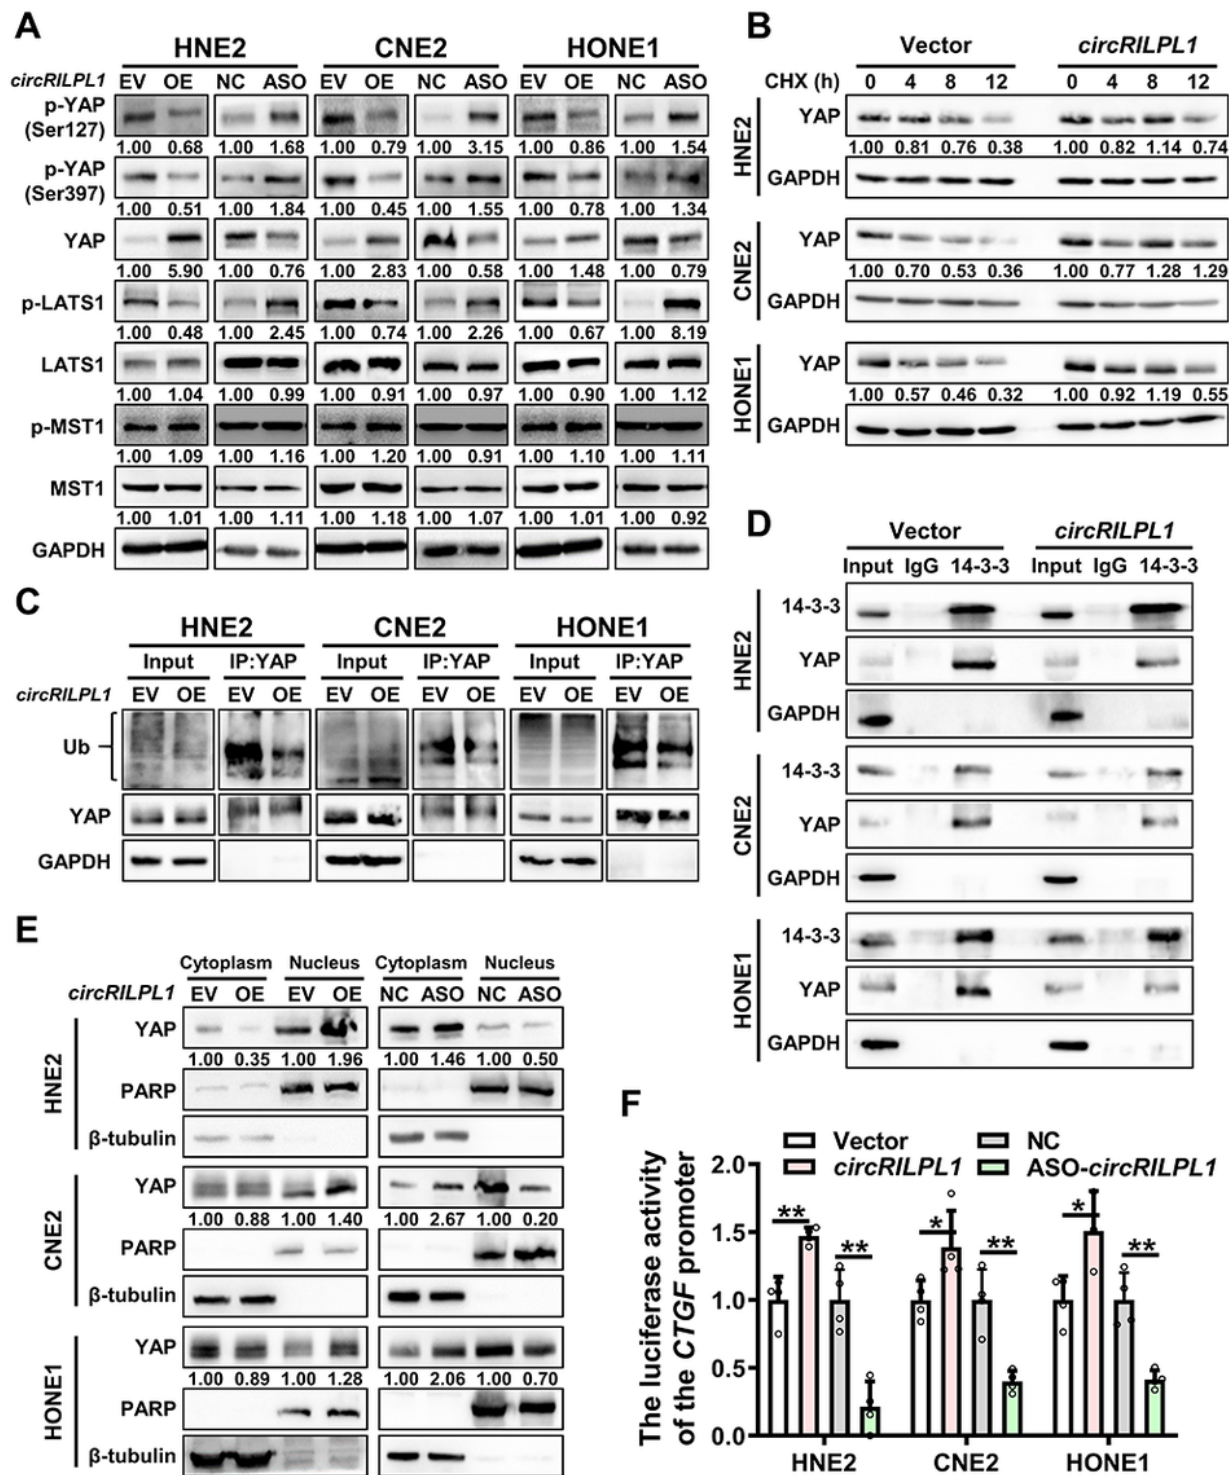 A
HNE2 CNE2 HONE1
circRILPL1 EV OE NC ASO EV OE NC ASO EV OE NC ASO
p-YAP
(Ser127)
1.00 0.68 1.00 1.68 1.00 0.79 1.00 3.15 1.00 0.86 1.00 1.54
p-YAP
(Ser397)
1.00 0.51 1.00 1.84 1.00 0.45 1.00 1.55 1.00 0.78 1.00 1.34
YAP
1.00 5.90 1.00 0.76 1.00 2.83 1.00 0.58 1.00 1.48 1.00 0.79
p-LATS1
1.00 0.48 1.00 2.45 1.00 0.74 1.00 2.26 1.00 0.67 1.00 8.19
LATS1
1.00 1.04 1.00 0.99 1.00 0.91 1.00 0.97 1.00 0.90 1.00 1.12
p-MST1
1.00 1.09 1.00 1.16 1.00 1.20 1.00 0.91 1.00 1.10 1.00 1.11
MST1
1.00 1.01 1.00 1.11 1.00 1.18 1.00 1.07 1.00 1.01 1.00 0.92
GAPDH
B
Vector circRILPL1
CHX (h) 0 4 8 12 0 4 8 12
HNE2
YAP
1.00 0.81 0.76 0.38 1.00 0.82 1.14 0.74
GAPDH
CNE2
YAP
1.00 0.70 0.53 0.36 1.00 0.77 1.28 1.29
GAPDH
HONE1
YAP
1.00 0.57 0.46 0.32 1.00 0.92 1.19 0.55
GAPDH
C
HNE2 CNE2 HONE1
Input IP:YAP Input IP:YAP Input IP:YAP
circRILPL1 EV OE EV OE EV OE EV OE EV OE EV OE
Ub
YAP
GAPDH
D
Vector circRILPL1
Input IgG 14-3-3 Input IgG 14-3-3
HNE2
14-3-3
YAP
GAPDH
CNE2
14-3-3
YAP
GAPDH
HONE1
14-3-3
YAP
GAPDH
E
Cytoplasm Nucleus Cytoplasm Nucleus
circRILPL1 EV OE EV OE NC ASO NC ASO
HNE2
YAP
1.00 0.35 1.00 1.96 1.00 1.46 1.00 0.50
PARP
β-tubulin
CNE2
YAP
1.00 0.88 1.00 1.40 1.00 2.67 1.00 0.20
PARP
β-tubulin
HONE1
YAP
1.00 0.89 1.00 1.28 1.00 2.06 1.00 0.70
PARP
β-tubulin
F
Vector NC
circRILPL1 ASO-circRILPL1
The luciferase activity
of the CTGF promoter
2.0
1.5
1.0
0.5
0.0
** ** * ** * **
HNE2 CNE2 HONE1